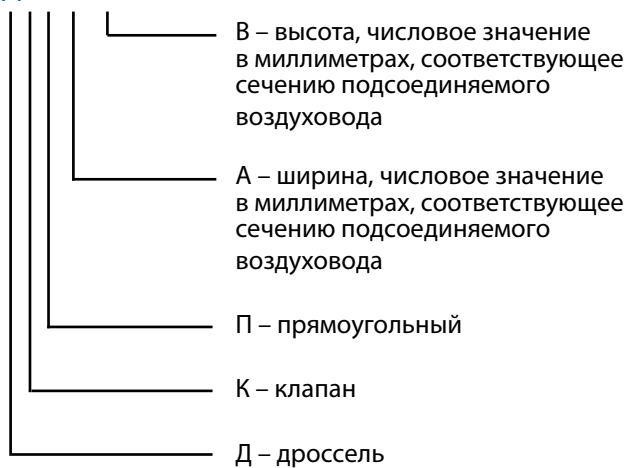 В – высота, числовое значение
в миллиметрах, соответствующее
сечению подсоединяемого
воздуховода
А – ширина, числовое значение
в миллиметрах, соответствующее
сечению подсоединяемого
воздуховода
П – прямоугольный
К – клапан
Д – дроссель